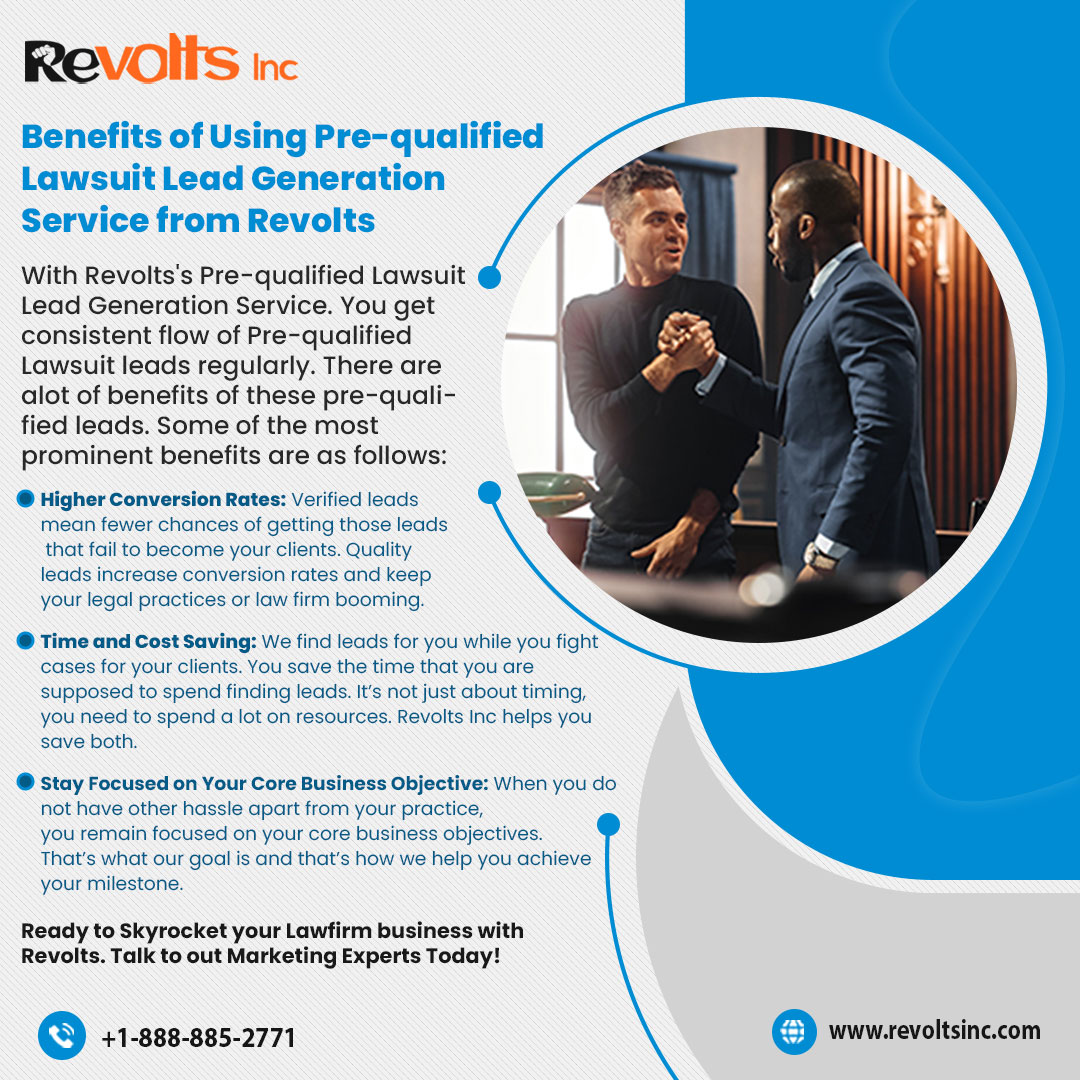 Revolts Inc
Benefits of Using Pre-qualified
Lawsuit Lead Generation
Service from Revolts
With Revolts's Pre-qualified Lawsuit
Lead Generation Service. You get
consistent flow of Pre-qualified
Lawsuit leads regularly. There are
alot of benefits of these pre-quali-
fied leads. Some of the most
prominent benefits are as follows:
Higher Conversion Rates: Verified leads
mean fewer chances of getting those leads
that fail to become your clients. Quality
leads increase conversion rates and keep
your legal practices or law firm booming.
Time and Cost Saving: We find leads for you while you fight
cases for your clients. You save the time that you are
supposed to spend finding leads. It’s not just about timing,
you need to spend a lot on resources. Revolts Inc helps you
save both.
Stay Focused on Your Core Business Objective: When you do
not have other hassle apart from your practice,
you remain focused on your core business objectives.
That’s what our goal is and that’s how we help you achieve
your milestone.
Ready to Skyrocket your Lawfirm business with
Revolts. Talk to out Marketing Experts Today!
+1-888-885-2771
www.revoltsinc.com